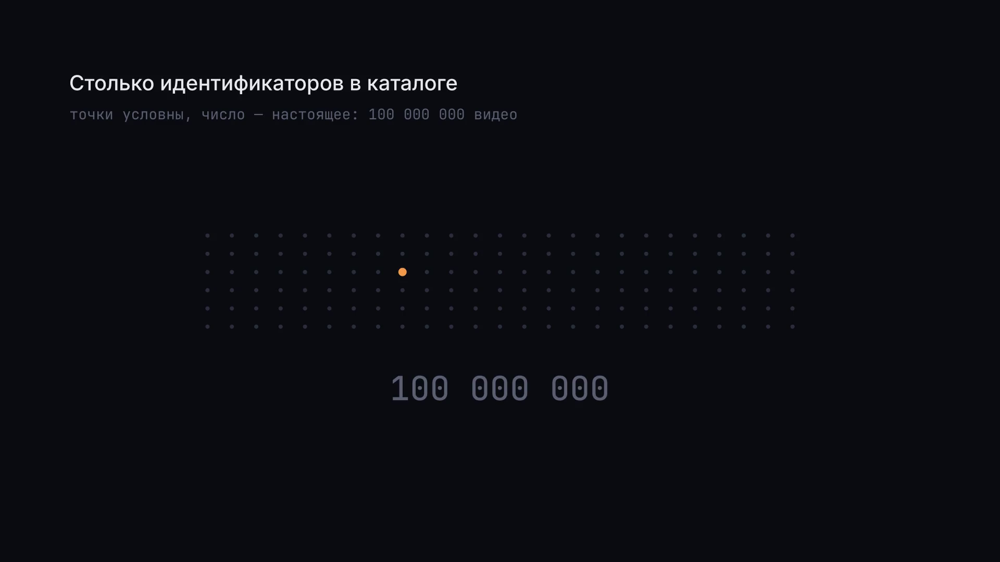 Столько идентификаторов в каталоге
точки условны, число — настоящее: 100 000 000 видео
100 000 000